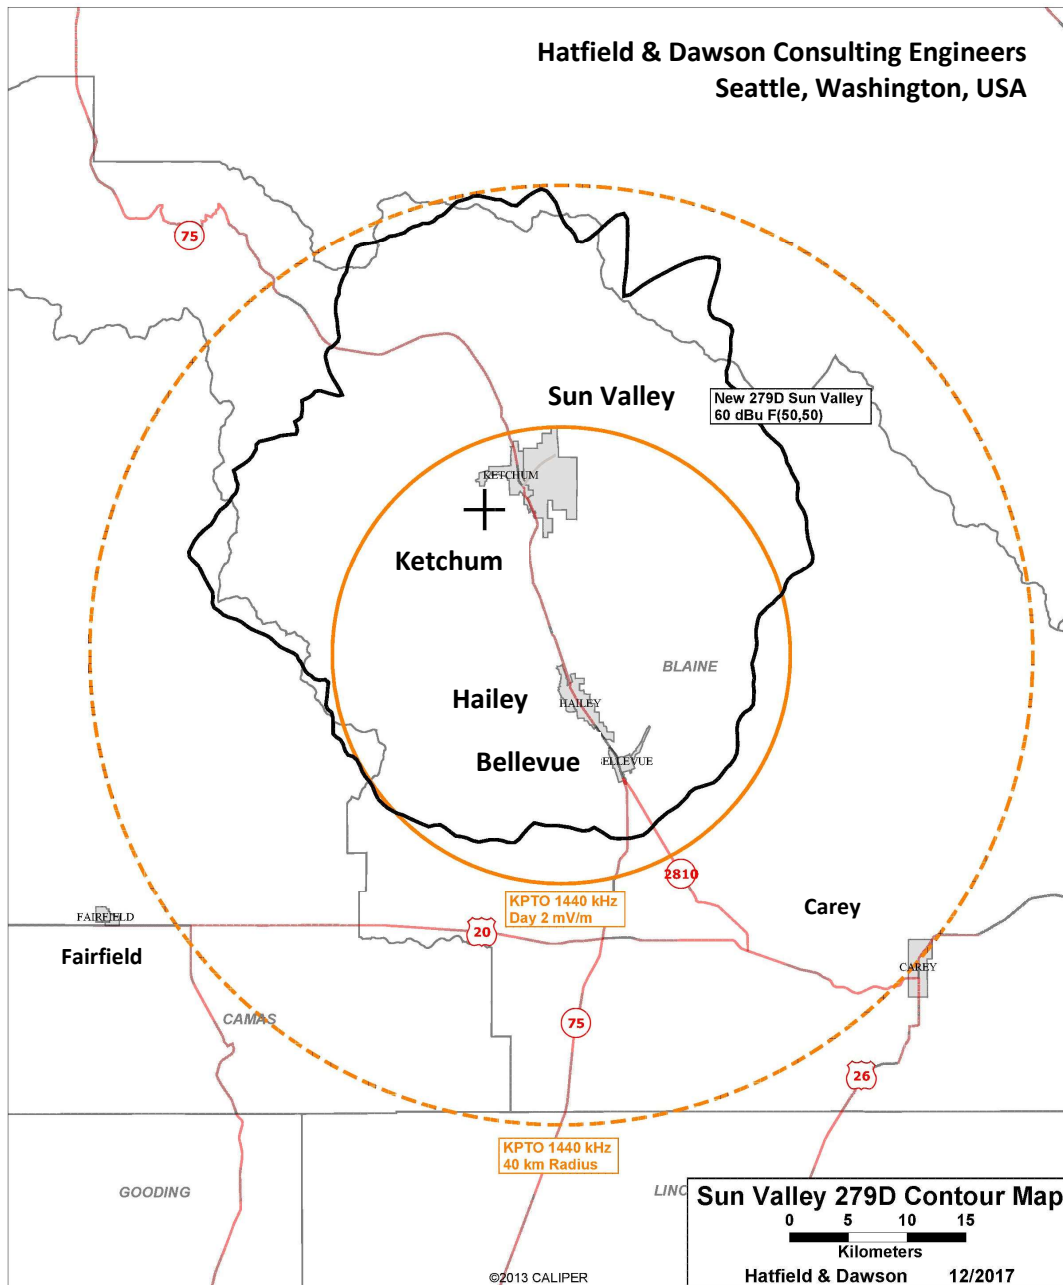 Hatfield & Dawson Consulting Engineers
Seattle, Washington, USA
75
Sun Valley
New 279D Sun Valley
60 dBu F(50,50)
KETCHUM
Ketchum
BLAINE
Hailey
HAILEY
Bellevue
ELLEVUE
2810
KPTO 1440 kHz
Day 2 mV/m
Carey
FAIRFIELD
20
Fairfield
CAREY
CAMAS
75
26
KPTO 1440 kHz
40 km Radius
GOODING
LINC
Sun Valley 279D Contour Map
0 5 10 15
Kilometers
Hatfield & Dawson 12/2017
©2013 CALIPER